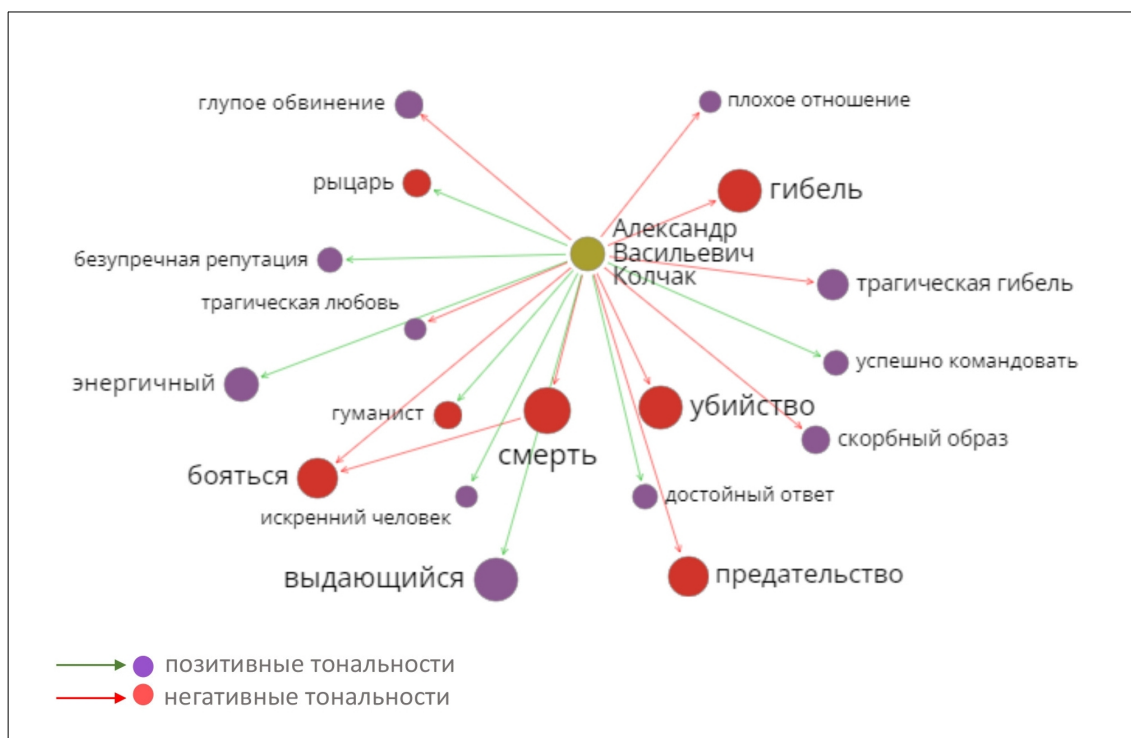 глупое обвинение
плохое отношение
рыцарь
гибель
Александр
Васильевич
Колчак
безупречная репутация
трагическая гибель
трагическая любовь
успешно командовать
энергичный
гуманист
убийство
скорбный образ
смерть
бояться
достойный ответ
искренний человек
выдающийся
предательство
позитивные тональности
негативные тональности